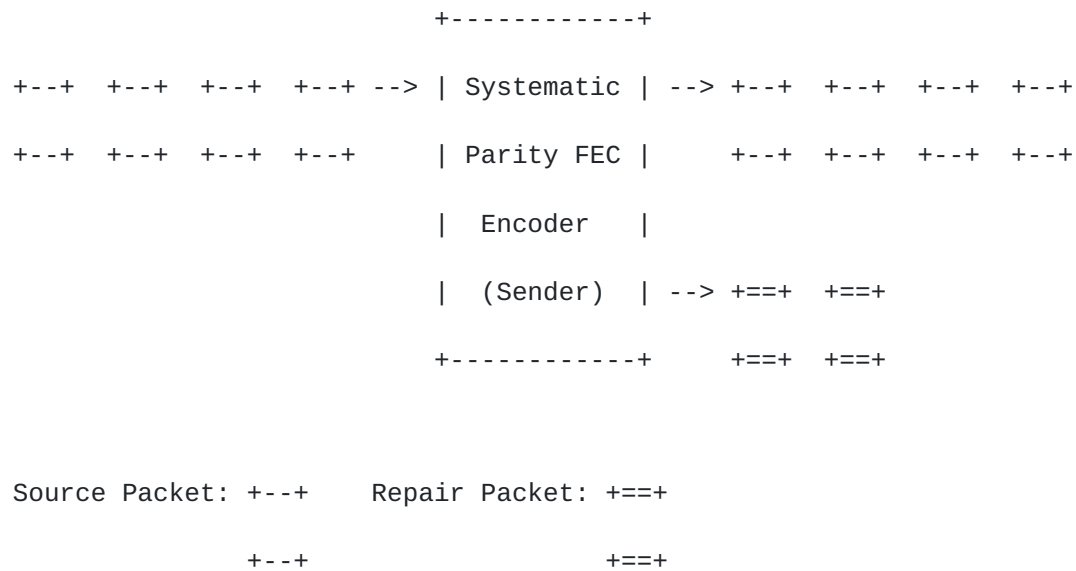 +------------+
+--+  +--+  +--+  +--+ --> | Systematic | --> +--+  +--+  +--+  +--+
+--+  +--+  +--+  +--+     | Parity FEC |     +--+  +--+  +--+  +--+
                           |  Encoder   |
                           |  (Sender)  | --> +==+  +==+
                           +------------+     +==+  +==+
Source Packet: +--+    Repair Packet: +==+
               +--+                   +==+